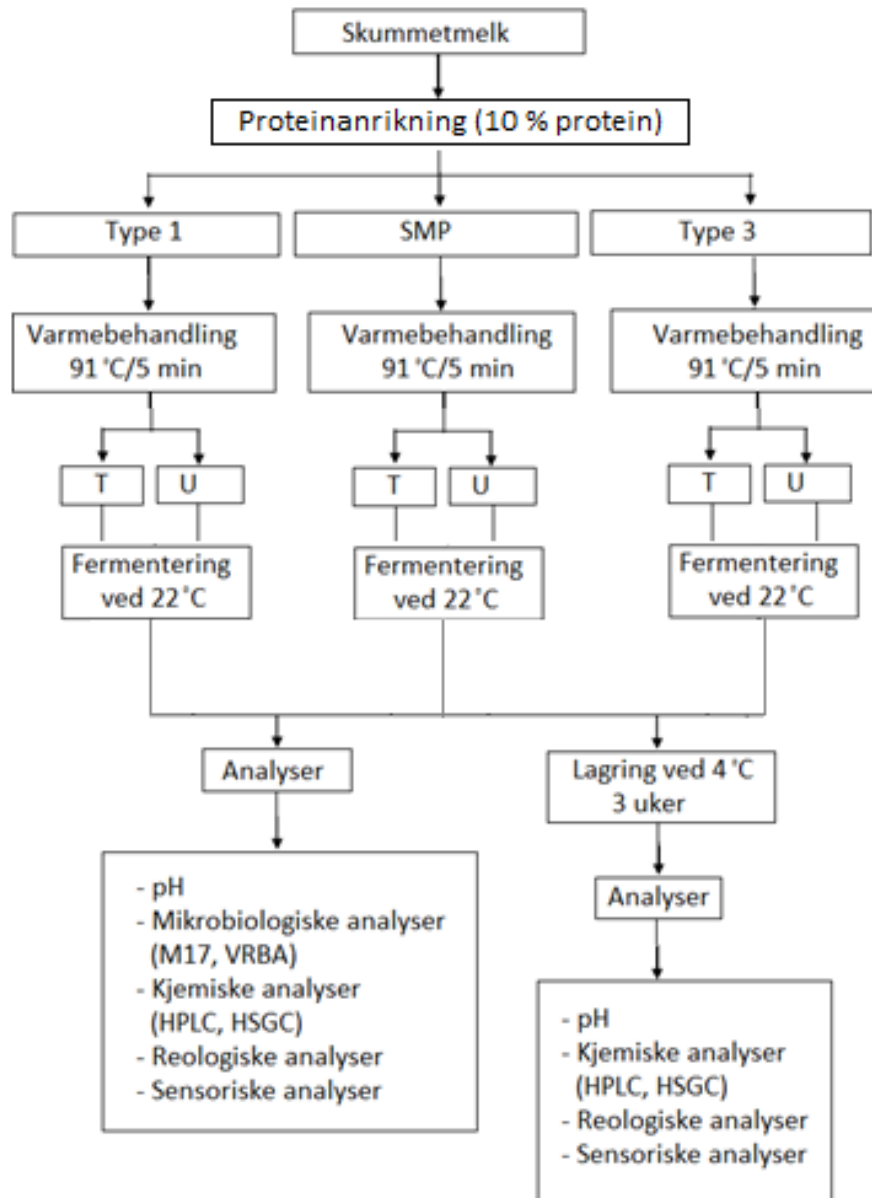 Skummetmelk
Proteinanrikning (10 % protein)
Type 1
SMP
Type 3
Varmebehandling
91 °C/5 min
Varmebehandling
91 °C/5 min
Varmebehandling
91 °C/5 min
T
U
T
U
T
U
Fermentering
ved 22 °C
Fermentering
ved 22 °C
Fermentering
ved 22 °C
Analyser
- pH
- Mikrobiologiske analyser
(M17, VRBA)
- Kjemiske analyser
(HPLC, HSGC)
- Reologiske analyser
- Sensoriske analyser
Lagring ved 4 °C
3 uker
Analyser
- pH
- Kjemiske analyser
(HPLC, HSGC)
- Reologiske analyser
- Sensoriske analyser